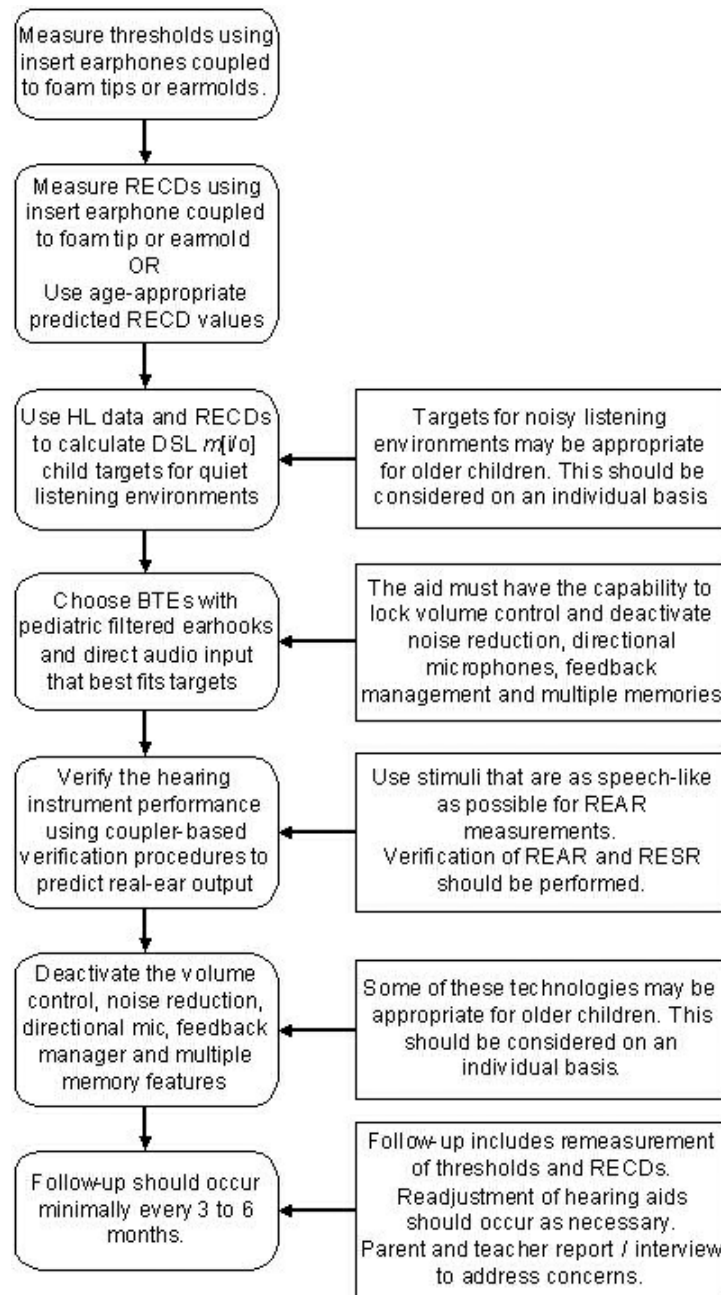 Measure thresholds using
insert earphones coupled
to foam tips or earmolds.
Measure RECDs using
insert earphone coupled
to foam tip or earmold
OR
Use age-appropriate
predicted RECD values
Use HL data and RECDs
to calculate DSL m[i/o]
child targets for quiet
listening environments
Targets for noisy listening
environments may be appropriate
for older children. This should be
considered on an individual basis.
Choose BTEs with
pediatric filtered earhooks
and direct audio input
that best fits targets
The aid must have the capability to
lock volume control and deactivate
noise reduction, directional
microphones, feedback
management and multiple memories
Verify the hearing
instrument performance
using coupler-based
verification procedures to
predict real-ear output
Use stimuli that are as speech-like
as possible for REAR
measurements.
Verification of REAR and RESR
should be performed.
Deactivate the volume
control, noise reduction,
directional mic, feedback
manager and multiple
memory features
Some of these technologies may be
appropriate for older children. This
should be considered on an
individual basis.
Follow-up should occur
minimally every 3 to 6
months.
Follow-up includes remeasurement
of thresholds and RECDs.
Readjustment of hearing aids
should occur as necessary.
Parent and teacher report / interview
to address concerns.